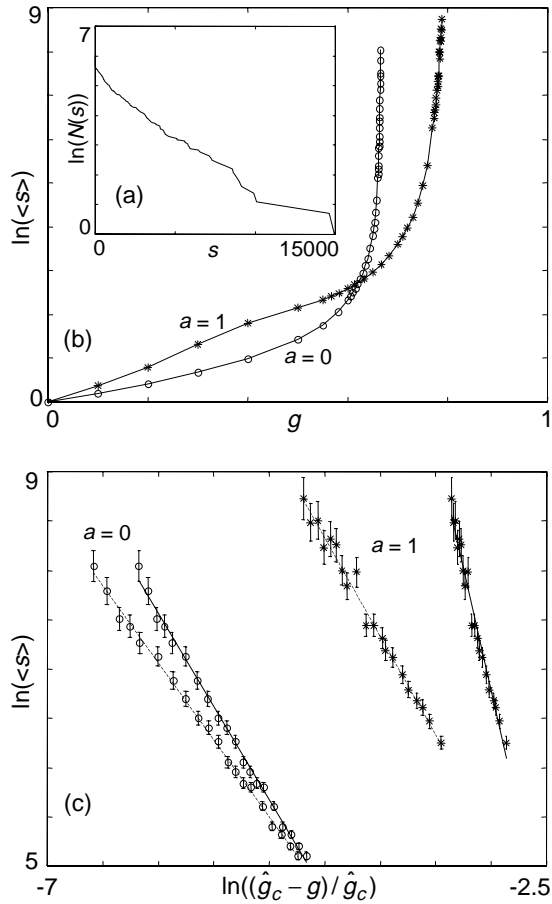 9
7
ln(N(s))
(a)
0
0
s
15000
ln(<s>)
a = 1
(b)
a = 0
0
0
g
1
9
a = 0
a = 1
ln(<s>)
(c)
5
-7
ln((ĝc – g) / ĝc)
-2.5